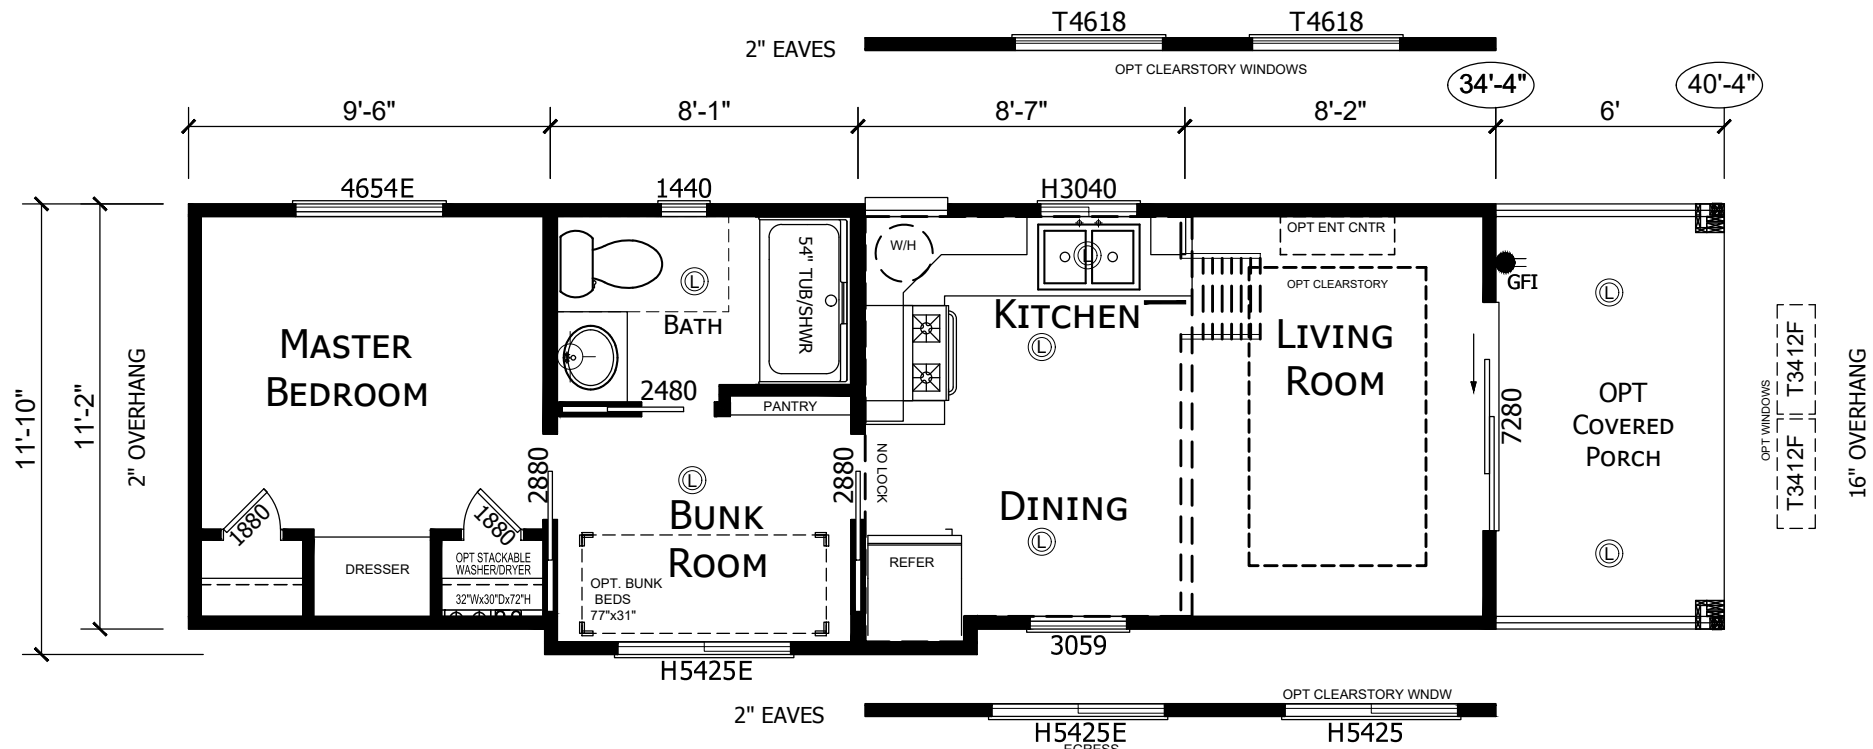 T4618
T4618
2" EAVES
OPT CLEARSTORY WINDOWS
34'-4"
40'-4"
9'-6"
8'-1"
8'-7"
8'-2"
6'
4654E
1440
H3040
W/H
L
OPT ENT CNTR
54" TUB/SHWR
L
GFI
OPT CLEARSTORY
L
BATH
KITCHEN
MASTER
BEDROOM
LIVING
ROOM
L
2480
PANTRY
7280
OPT
COVERED
PORCH
11'-10"
11'-2"
2" OVERHANG
OPT WINDOWS
T3412F
T3412F
16" OVERHANG
2880
L
2880
NO LOCK
BUNK
ROOM
DINING
L
L
1880
1880
DRESSER
OPT STACKABLE
WASHER/DRYER
32"Wx30"Dx72"H
OPT. BUNK
BEDS
77"x31"
REFER
3059
H5425E
OPT CLEARSTORY WNDW
2" EAVES
H5425E
EGRESS
H5425